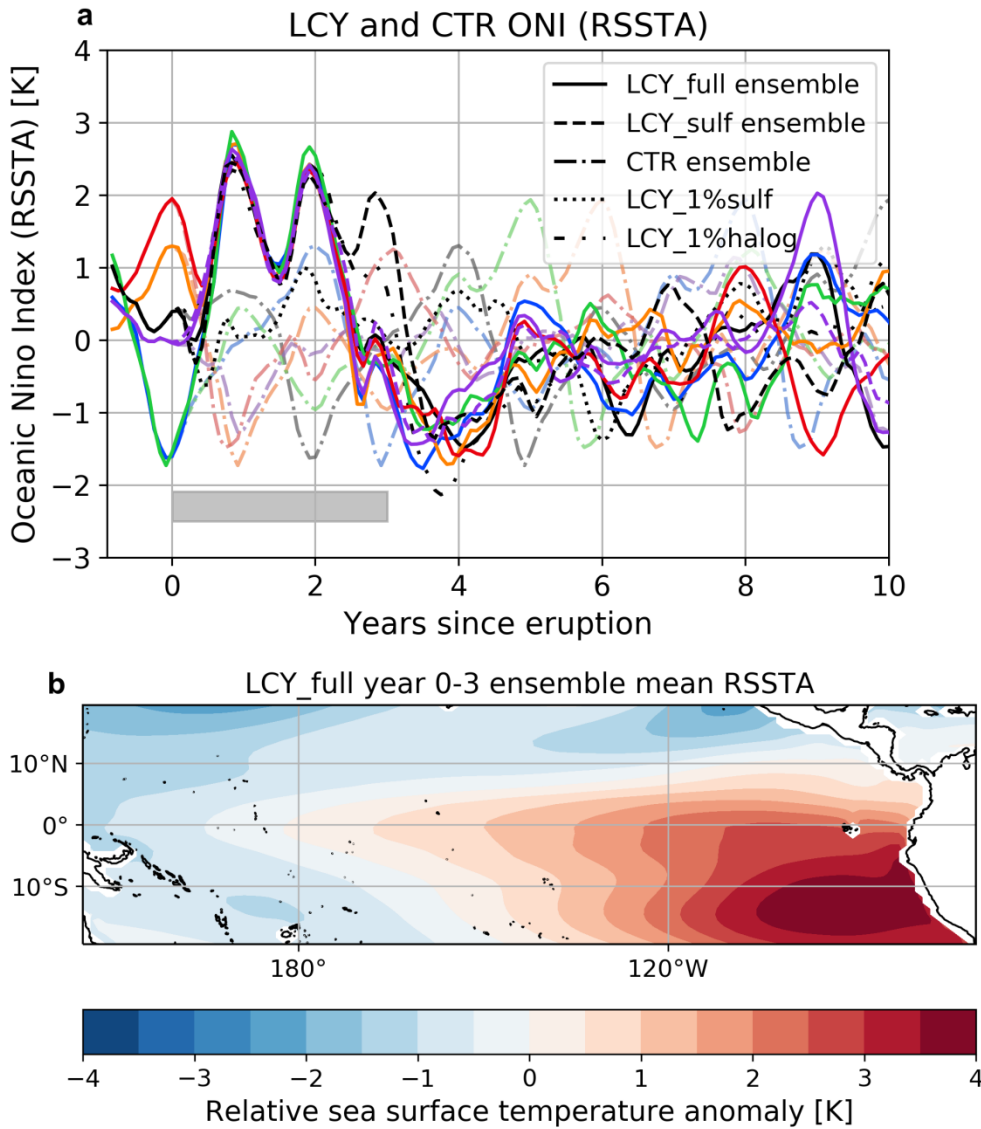 a
LCY and CTR ONI (RSSTA)
Oceanic Nino Index (RSSTA) [K]
4
3
2
1
0
−1
−2
−3
LCY_full ensemble
LCY_sulf ensemble
CTR ensemble
LCY_1%sulf
LCY_1%halog
0 2 4 6 8 10
Years since eruption
b
LCY_full year 0-3 ensemble mean RSSTA
10°N
0°
10°S
180° 120°W
−4 −3 −2 −1 0 1 2 3 4
Relative sea surface temperature anomaly [K]